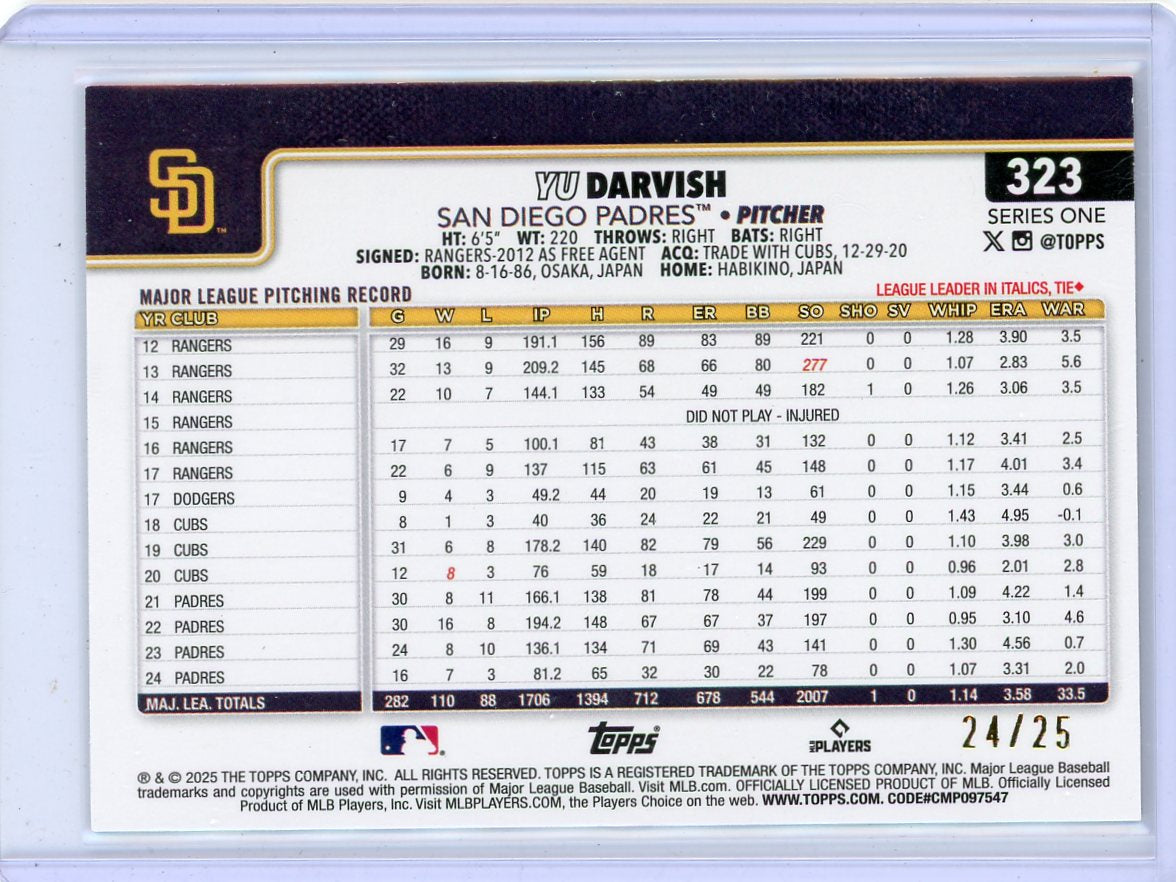 SD™
YU DARVISH
323
SAN DIEGO PADRES™ • PITCHER
SERIES ONE
HT: 6'5" WT: 220 THROWS: RIGHT BATS: RIGHT
X @TOPPS
SIGNED: RANGERS-2012 AS FREE AGENT ACQ: TRADE WITH CUBS, 12-29-20
BORN: 8-16-86, OSAKA, JAPAN HOME: HABIKINO, JAPAN
MAJOR LEAGUE PITCHING RECORD
LEAGUE LEADER IN ITALICS, TIE♦
YR CLUB G W L IP H R ER BB SO SHO SV WHIP ERA WAR
12 RANGERS 29 16 9 191.1 156 89 83 89 221 0 0 1.28 3.90 3.5
13 RANGERS 32 13 9 209.2 145 68 66 80 277 0 0 1.07 2.83 5.6
14 RANGERS 22 10 7 144.1 133 54 49 49 182 1 0 1.26 3.06 3.5
15 RANGERS DID NOT PLAY - INJURED
16 RANGERS 17 7 5 100.1 81 43 38 31 132 0 0 1.12 3.41 2.5
17 RANGERS 22 6 9 137 115 63 61 45 148 0 0 1.17 4.01 3.4
17 DODGERS 9 4 3 49.2 44 20 19 13 61 0 0 1.15 3.44 0.6
18 CUBS 8 1 3 40 36 24 22 21 49 0 0 1.43 4.95 -0.1
19 CUBS 31 6 8 178.2 140 82 79 56 229 0 0 1.10 3.98 3.0
20 CUBS 12 8 3 76 59 18 17 14 93 0 0 0.96 2.01 2.8
21 PADRES 30 8 11 166.1 138 81 78 44 199 0 0 1.09 4.22 1.4
22 PADRES 30 16 8 194.2 148 67 67 37 197 0 0 0.95 3.10 4.6
23 PADRES 24 8 10 136.1 134 71 69 43 141 0 0 1.30 4.56 0.7
24 PADRES 16 7 3 81.2 65 32 30 22 78 0 0 1.07 3.31 2.0
MAJ. LEA. TOTALS 282 110 88 1706 1394 712 678 544 2007 1 0 1.14 3.58 33.5
Topps®
MLB PLAYERS
24/25
® & © 2025 THE TOPPS COMPANY, INC. ALL RIGHTS RESERVED. TOPPS IS A REGISTERED TRADEMARK OF THE TOPPS COMPANY, INC. Major League Baseball
trademarks and copyrights are used with permission of Major League Baseball. Visit MLB.com. OFFICIALLY LICENSED PRODUCT OF MLB. Officially Licensed
Product of MLB Players, Inc. Visit MLBPLAYERS.COM, the Players Choice on the web. WWW.TOPPS.COM. CODE#CMP097547